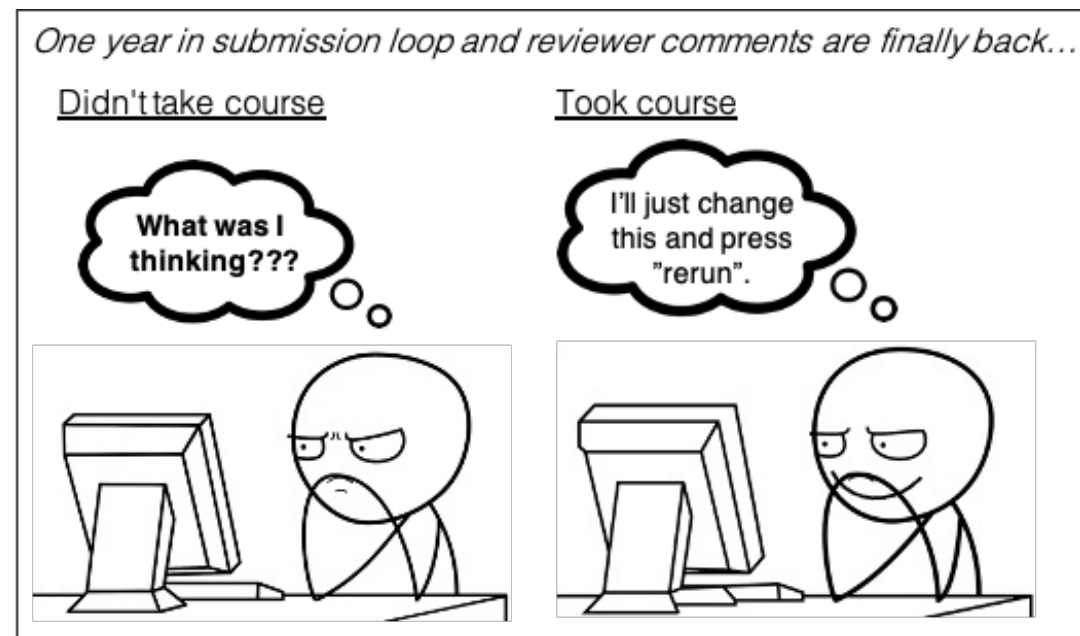 One year in submission loop and reviewer comments are finally back…
Didn't take course
What was I
thinking???
Took course
I'll just change
this and press
”rerun”.